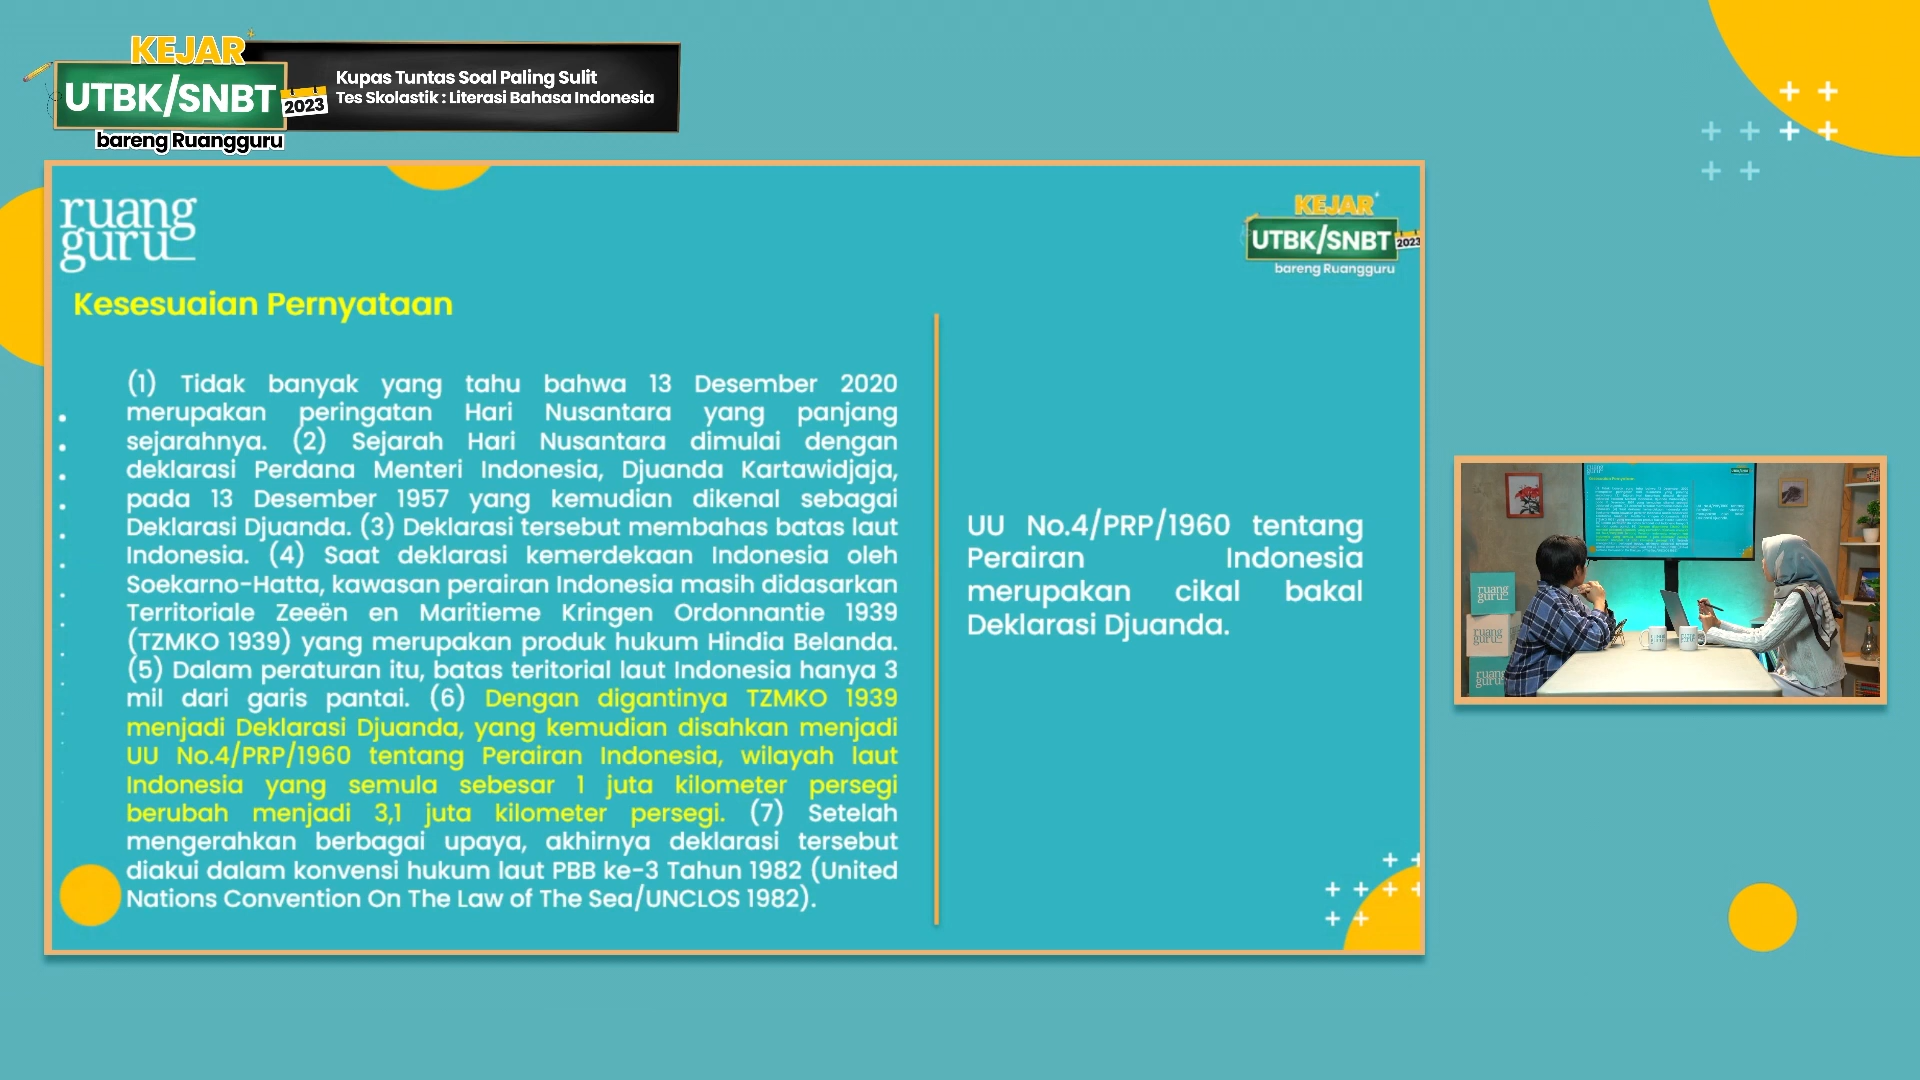 KEJAR
UTBK/SNBT
2023
bareng Ruangguru
Kupas Tuntas Soal Paling Sulit
Tes Skolastik : Literasi Bahasa Indonesia
ruang
guru
KEJAR
UTBK/SNBT
2023
bareng Ruangguru
Kesesuaian Pernyataan
(1) Tidak banyak yang tahu bahwa 13 Desember 2020
merupakan peringatan Hari Nusantara yang panjang
sejarahnya. (2) Sejarah Hari Nusantara dimulai dengan
deklarasi Perdana Menteri Indonesia, Djuanda Kartawidjaja,
pada 13 Desember 1957 yang kemudian dikenal sebagai
Deklarasi Djuanda. (3) Deklarasi tersebut membahas batas laut
Indonesia. (4) Saat deklarasi kemerdekaan Indonesia oleh
Soekarno-Hatta, kawasan perairan Indonesia masih didasarkan
Territoriale Zeeën en Maritieme Kringen Ordonnantie 1939
(TZMKO 1939) yang merupakan produk hukum Hindia Belanda.
(5) Dalam peraturan itu, batas teritorial laut Indonesia hanya 3
mil dari garis pantai. (6) Dengan digantinya TZMKO 1939
menjadi Deklarasi Djuanda, yang kemudian disahkan menjadi
UU No.4/PRP/1960 tentang Perairan Indonesia, wilayah laut
Indonesia yang semula sebesar 1 juta kilometer persegi
berubah menjadi 3,1 juta kilometer persegi. (7) Setelah
mengerahkan berbagai upaya, akhirnya deklarasi tersebut
diakui dalam konvensi hukum laut PBB ke-3 Tahun 1982 (United
Nations Convention On The Law of The Sea/UNCLOS 1982).
UU No.4/PRP/1960 tentang
Perairan Indonesia
merupakan cikal bakal
Deklarasi Djuanda.
ruang
guru
ruang
guru
ruang
guru